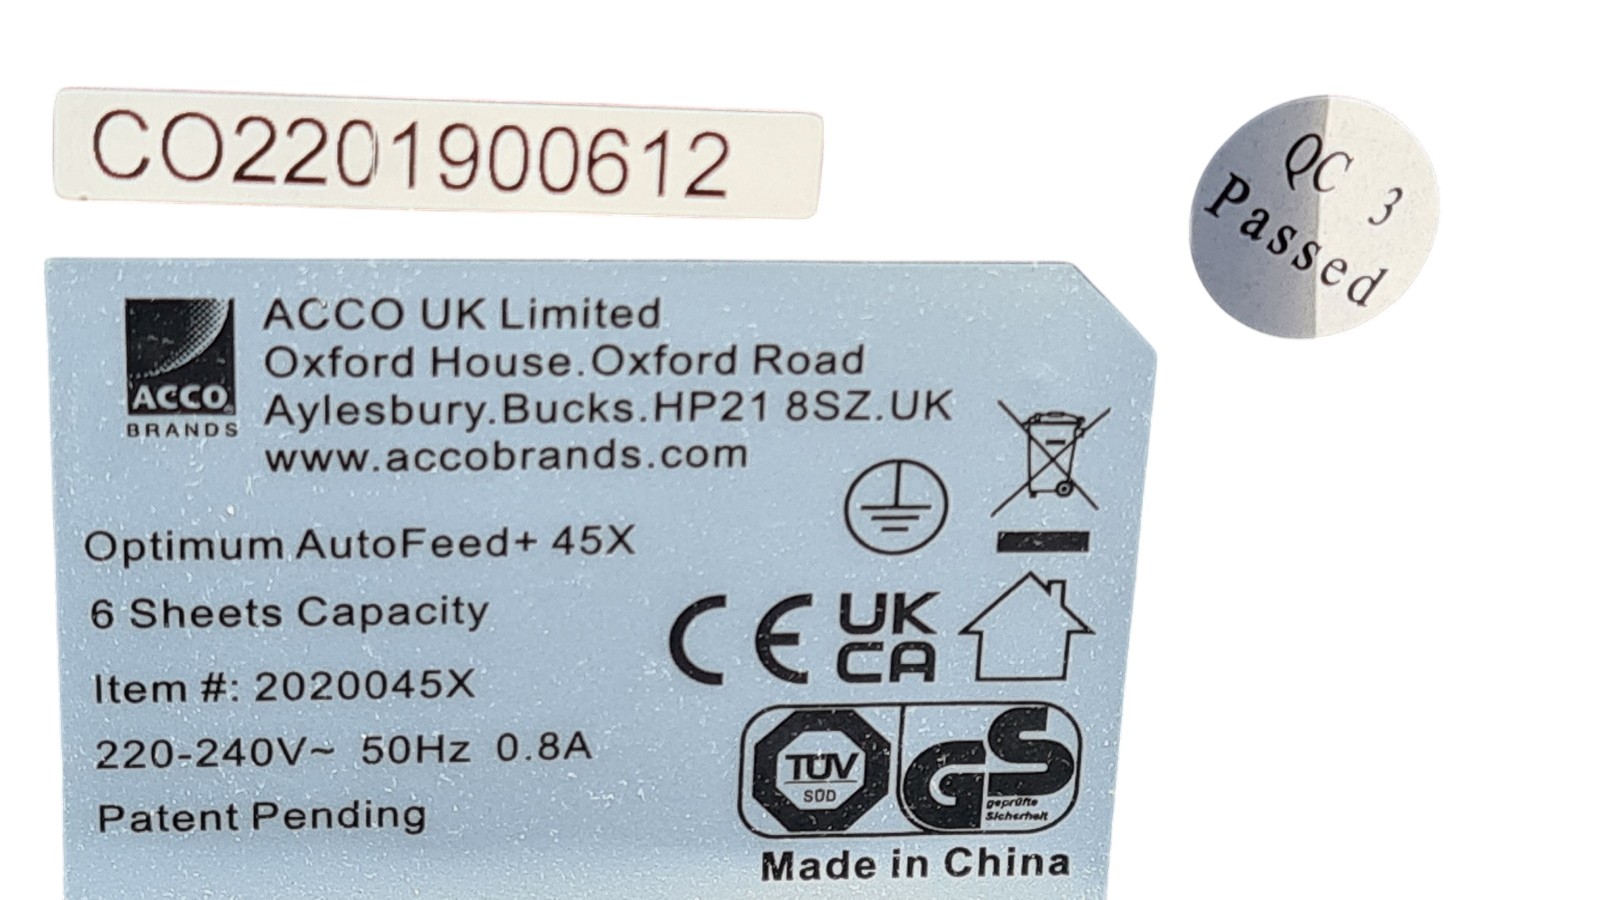 CO2201900612
QC 3
Passed
ACCO
BRANDS
ACCO UK Limited
Oxford House.Oxford Road
Aylesbury.Bucks.HP21 8SZ.UK
www.accobrands.com
Optimum AutoFeed+ 45X
6 Sheets Capacity
Item #: 2020045X
220-240V~ 50Hz 0.8A
Patent Pending
CE
UK
CA
TÜV
SÜD
GS
geprüfte
Sicherheit
Made in China